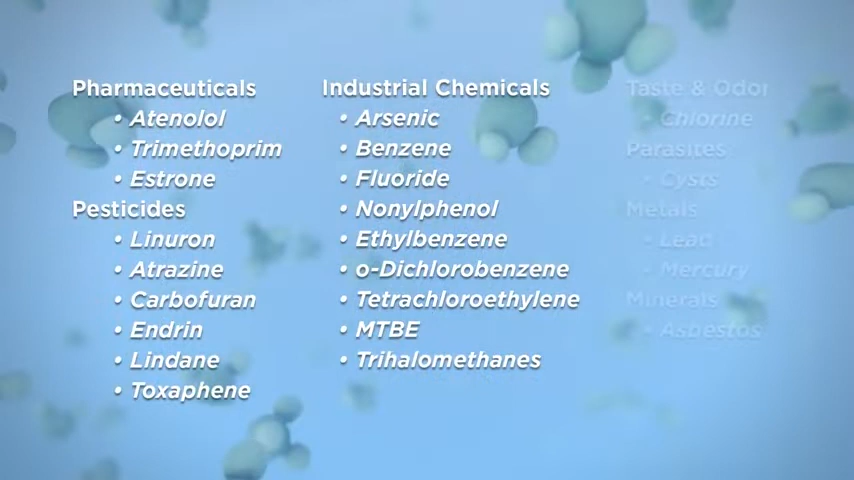 Pharmaceuticals
• Atenolol
• Trimethoprim
• Estrone
Pesticides
• Linuron
• Atrazine
• Carbofuran
• Endrin
• Lindane
• Toxaphene
Industrial Chemicals
• Arsenic
• Benzene
• Fluoride
• Nonylphenol
• Ethylbenzene
• o-Dichlorobenzene
• Tetrachloroethylene
• MTBE
• Trihalomethanes
Taste & Odor
• Chlorine
Parasites
• Cysts
Metals
• Lead
• Mercury
Minerals
• Asbestos